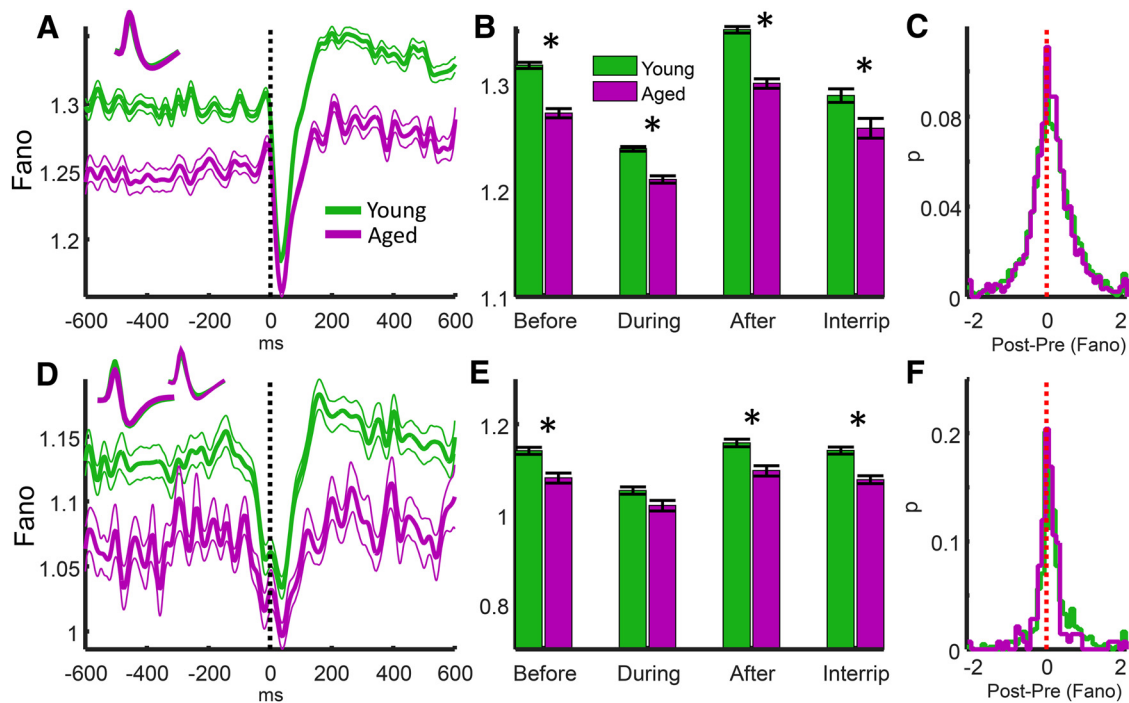 A
Fano
1.3
1.25
1.2
Young
Aged
-600 -400 -200 0 200 400 600
ms
B
* * * *
Young
Aged
1.3
1.2
1.1
Before During After Interrip
C
p
0.08
0.04
0
-2 0 2
Post-Pre (Fano)
D
Fano
1.15
1.1
1.05
1
-600 -400 -200 0 200 400 600
ms
E
* * *
1.2
1
0.8
Before During After Interrip
F
p
0.2
0.1
0
-2 0 2
Post-Pre (Fano)